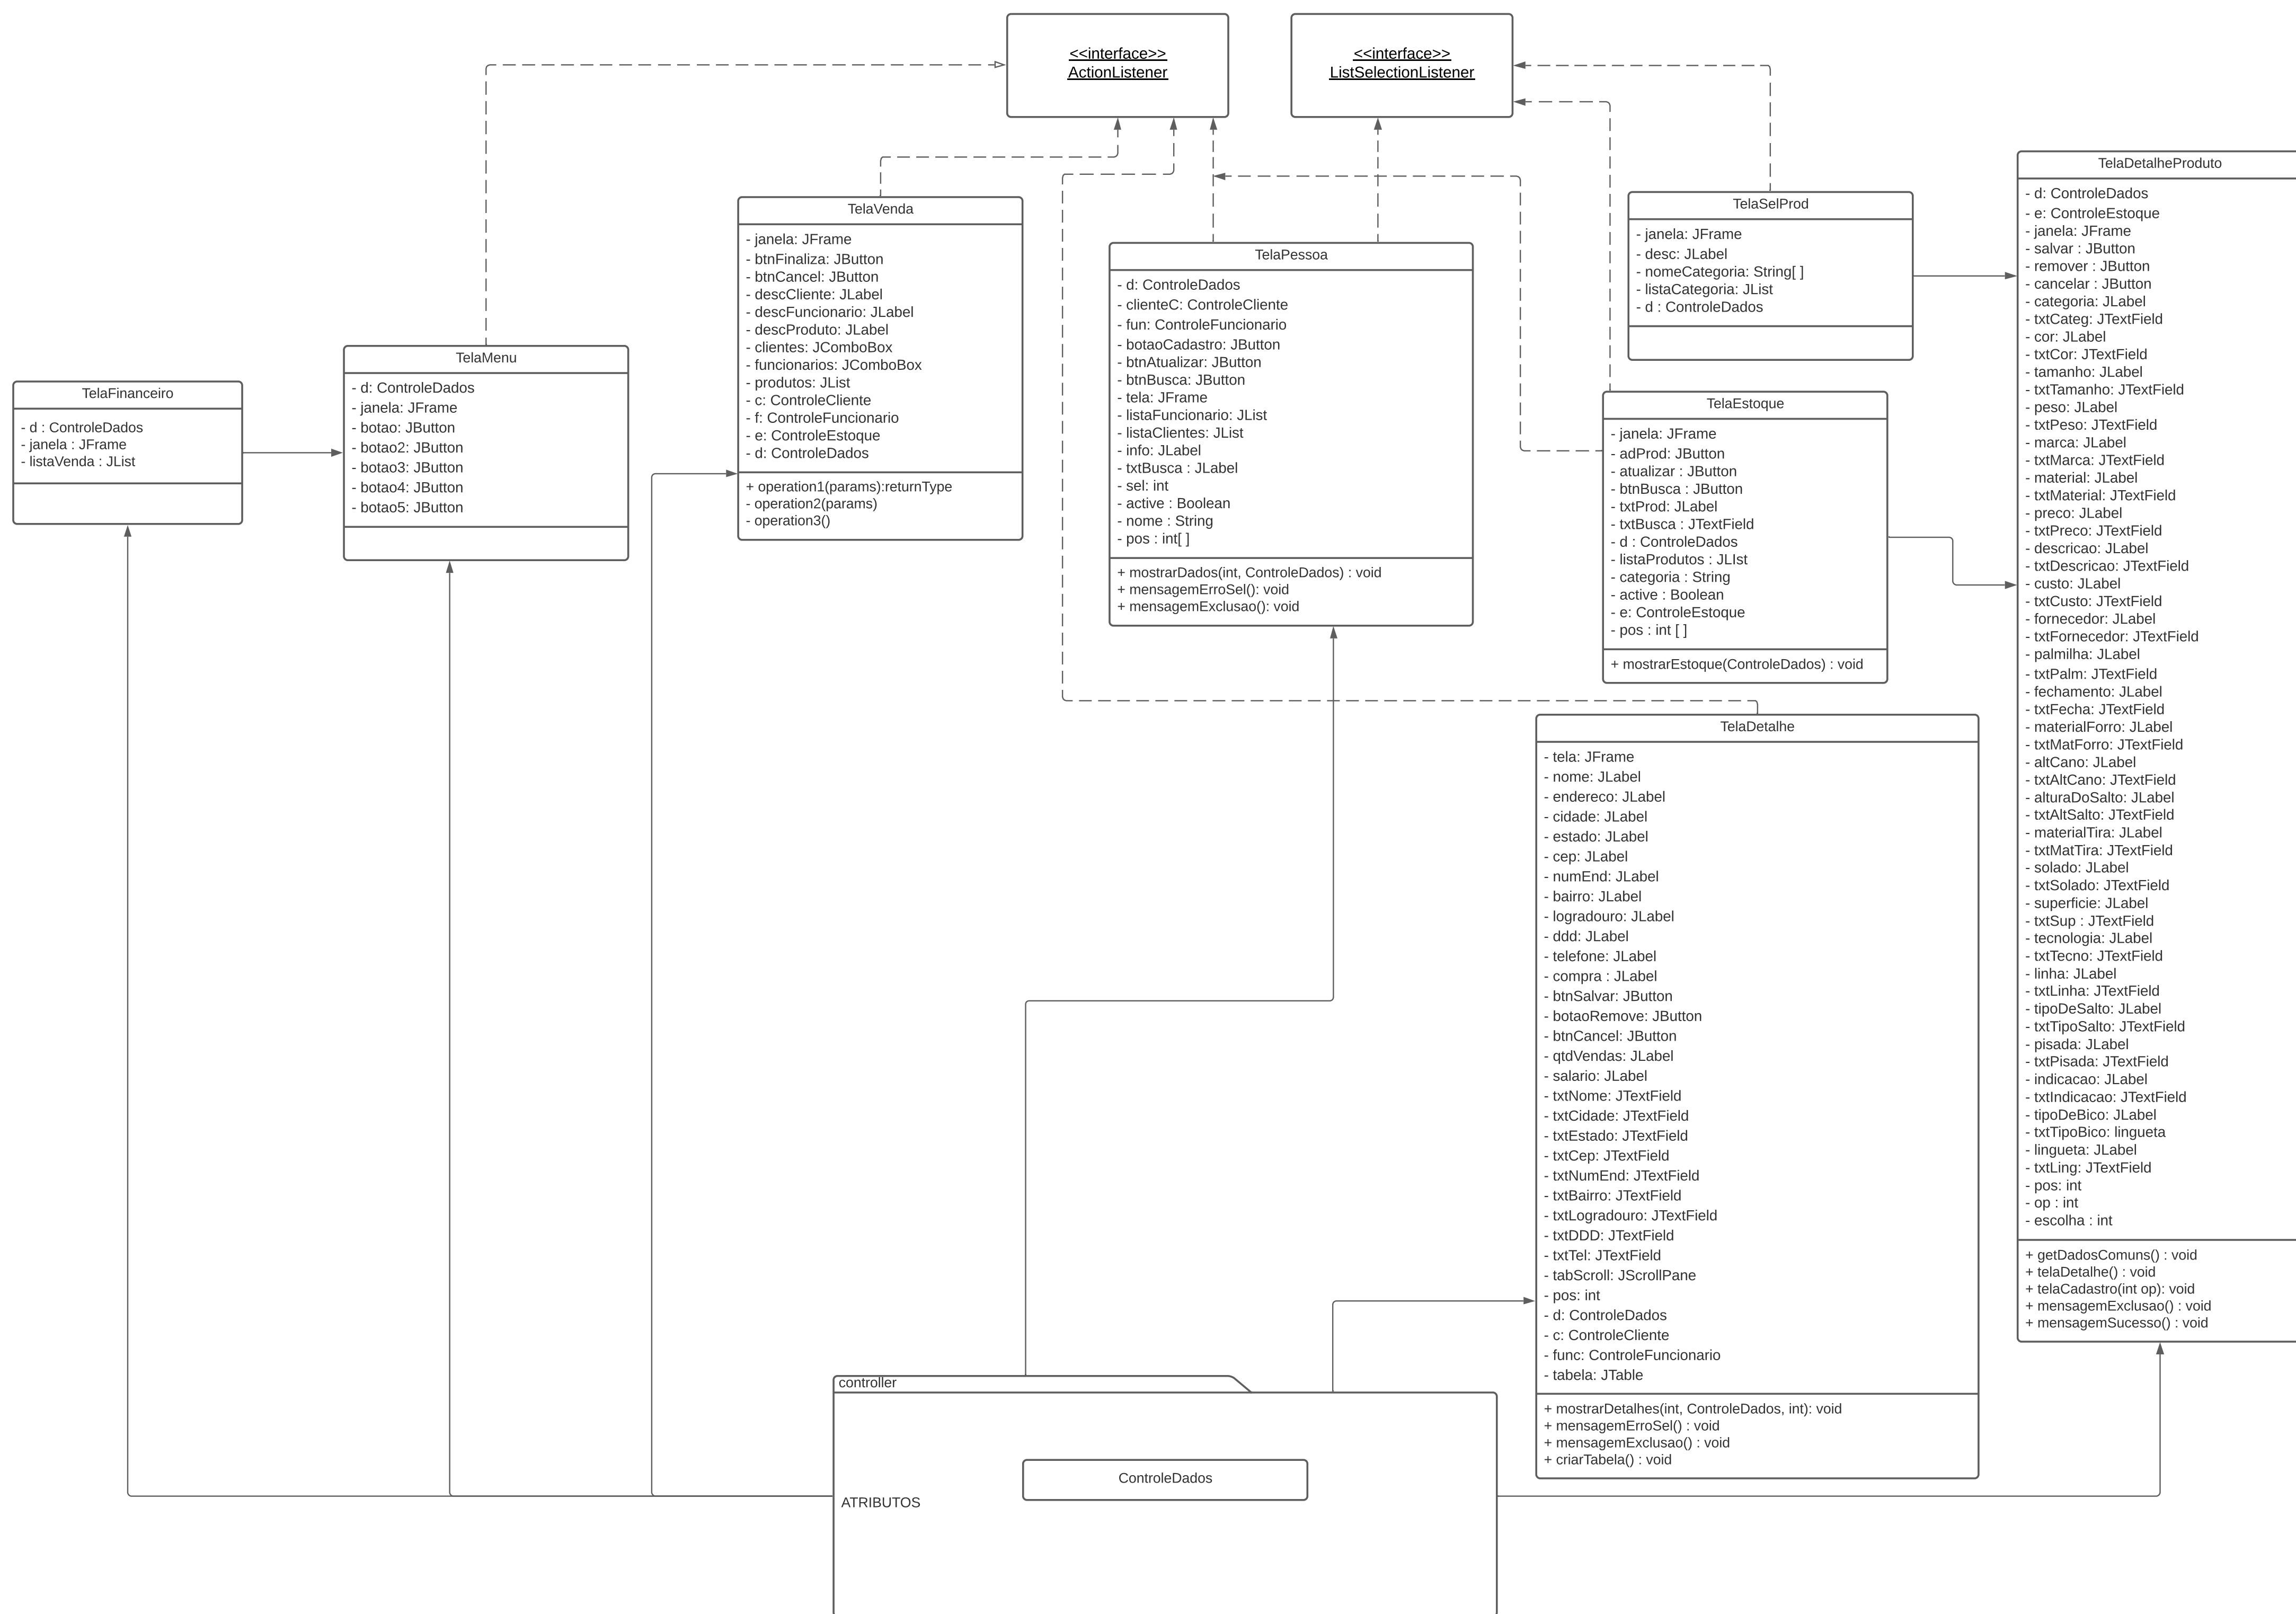 <<interface>>
ActionListener
<<interface>>
ListSelectionListener
TelaFinanceiro
- d : ControleDados
- janela : JFrame
- listaVenda : JList
TelaMenu
- d: ControleDados
- janela: JFrame
- botao: JButton
- botao2: JButton
- botao3: JButton
- botao4: JButton
- botao5: JButton
TelaVenda
- janela: JFrame
- btnFinaliza: JButton
- btnCancel: JButton
- descCliente: JLabel
- descFuncionario: JLabel
- descProduto: JLabel
- clientes: JComboBox
- funcionarios: JComboBox
- produtos: JList
- c: ControleCliente
- f: ControleFuncionario
- e: ControleEstoque
- d: ControleDados
+ operation1(params):returnType
- operation2(params)
- operation3()
TelaPessoa
- d: ControleDados
- clienteC: ControleCliente
- fun: ControleFuncionario
- botaoCadastro: JButton
- btnAtualizar: JButton
- btnBusca: JButton
- tela: JFrame
- listaFuncionario: JList
- listaClientes: JList
- info: JLabel
- txtBusca : JLabel
- sel: int
- active : Boolean
- nome : String
- pos : int[ ]
+ mostrarDados(int, ControleDados) : void
+ mensagemErroSel(): void
+ mensagemExclusao(): void
TelaSelProd
- janela: JFrame
- desc: JLabel
- nomeCategoria: String[ ]
- listaCategoria: JList
- d : ControleDados
TelaEstoque
- janela: JFrame
- adProd: JButton
- atualizar : JButton
- btnBusca : JButton
- txtProd: JLabel
- txtBusca : JTextField
- d : ControleDados
- listaProdutos : JLIst
- categoria : String
- active : Boolean
- e: ControleEstoque
- pos : int [ ]
+ mostrarEstoque(ControleDados) : void
TelaDetalhe
- tela: JFrame
- nome: JLabel
- endereco: JLabel
- cidade: JLabel
- estado: JLabel
- cep: JLabel
- numEnd: JLabel
- bairro: JLabel
- logradouro: JLabel
- ddd: JLabel
- telefone: JLabel
- compra : JLabel
- btnSalvar: JButton
- botaoRemove: JButton
- btnCancel: JButton
- qtdVendas: JLabel
- salario: JLabel
- txtNome: JTextField
- txtCidade: JTextField
- txtEstado: JTextField
- txtCep: JTextField
- txtNumEnd: JTextField
- txtBairro: JTextField
- txtLogradouro: JTextField
- txtDDD: JTextField
- txtTel: JTextField
- tabScroll: JScrollPane
- pos: int
- d: ControleDados
- c: ControleCliente
- func: ControleFuncionario
- tabela: JTable
+ mostrarDetalhes(int, ControleDados, int): void
+ mensagemErroSel() : void
+ mensagemExclusao() : void
+ criarTabela() : void
TelaDetalheProduto
- d: ControleDados
- e: ControleEstoque
- janela: JFrame
- salvar : JButton
- remover : JButton
- cancelar : JButton
- categoria: JLabel
- txtCateg: JTextField
- cor: JLabel
- txtCor: JTextField
- tamanho: JLabel
- txtTamanho: JTextField
- peso: JLabel
- txtPeso: JTextField
- marca: JLabel
- txtMarca: JTextField
- material: JLabel
- txtMaterial: JTextField
- preco: JLabel
- txtPreco: JTextField
- descricao: JLabel
- txtDescricao: JTextField
- custo: JLabel
- txtCusto: JTextField
- fornecedor: JLabel
- txtFornecedor: JTextField
- palmilha: JLabel
- txtPalm: JTextField
- fechamento: JLabel
- txtFecha: JTextField
- materialForro: JLabel
- txtMatForro: JTextField
- altCano: JLabel
- txtAltCano: JTextField
- alturaDoSalto: JLabel
- txtAltSalto: JTextField
- materialTira: JLabel
- txtMatTira: JTextField
- solado: JLabel
- txtSolado: JTextField
- superficie: JLabel
- txtSup : JTextField
- tecnologia: JLabel
- txtTecno: JTextField
- linha: JLabel
- txtLinha: JTextField
- tipoDeSalto: JLabel
- txtTipoSalto: JTextField
- pisada: JLabel
- txtPisada: JTextField
- indicacao: JLabel
- txtIndicacao: JTextField
- tipoDeBico: JLabel
- txtTipoBico: lingueta
- lingueta: JLabel
- txtLing: JTextField
- pos: int
- op : int
- escolha : int
+ getDadosComuns() : void
+ telaDetalhe() : void
+ telaCadastro(int op): void
+ mensagemExclusao() : void
+ mensagemSucesso() : void
controller
ControleDados
ATRIBUTOS